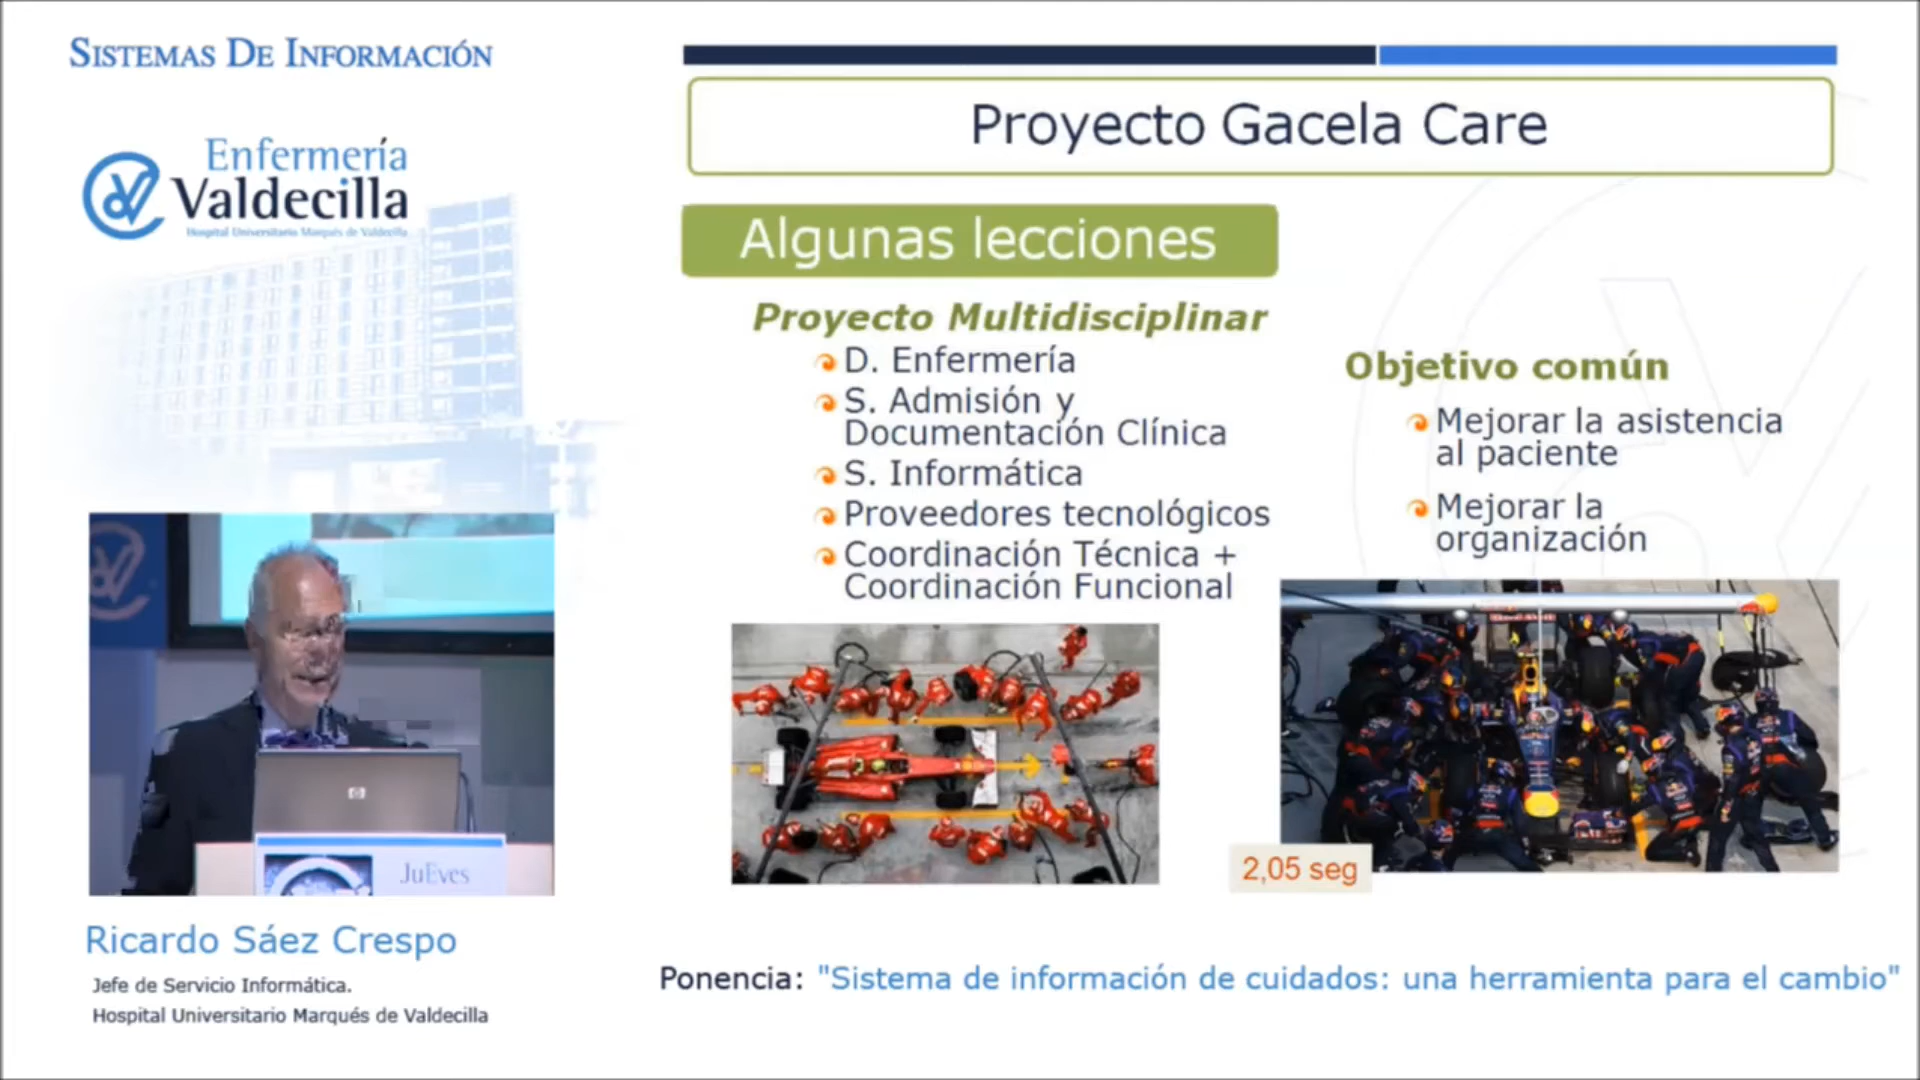 Sistemas De Información
Enfermería
Valdecilla
Hospital Universitario Marqués de Valdecilla
Proyecto Gacela Care
Algunas lecciones
Proyecto Multidisciplinar
D. Enfermería
S. Admisión y
Documentación Clínica
S. Informática
Proveedores tecnológicos
Coordinación Técnica +
Coordinación Funcional
Objetivo común
Mejorar la asistencia
al paciente
Mejorar la
organización
2,05 seg
hp
JuEves
Ricardo Sáez Crespo
Jefe de Servicio Informática.
Hospital Universitario Marqués de Valdecilla
Ponencia: "Sistema de información de cuidados: una herramienta para el cambio"